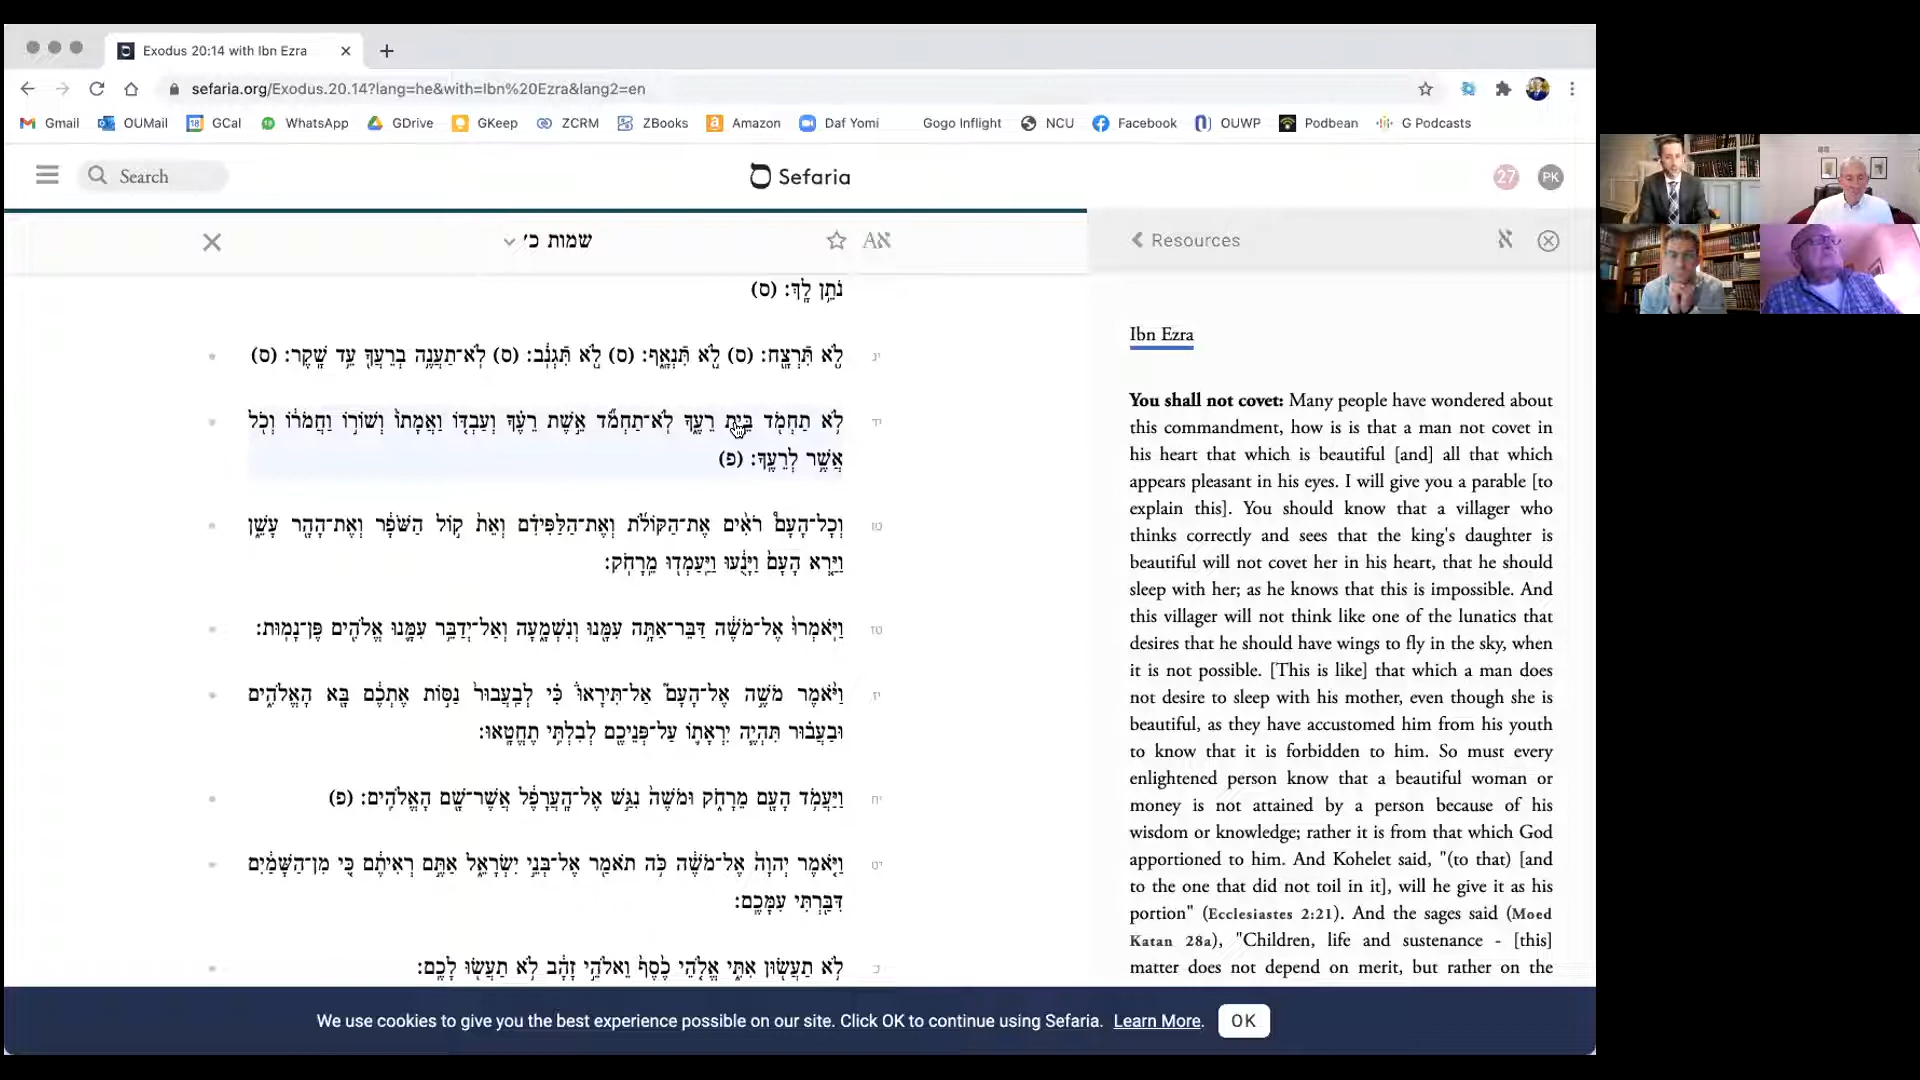 Exodus 20:14 with Ibn Ezra
sefaria.org/Exodus.20.14?lang=he&with=Ibn%20Ezra&lang2=en
Gmail OUMail GCal WhatsApp GDrive GKeep ZCRM ZBooks Amazon Daf Yomi Gogo Inflight NCU Facebook OUWP Podbean G Podcasts
Search
Sefaria
27 PK
שמות כ׳
Resources
נֹתֵ֥ן לָֽךְ׃ (ס)
יג לֹ֥א תִּֿרְצָ֖ח׃ (ס) לֹ֣א תִּֿנְאָ֑ף׃ (ס) לֹ֣א תִּֿגְנֹ֔ב׃ (ס) לֹֽא־תַעֲנֶ֥ה בְרֵעֲךָ֖ עֵ֥ד שָֽׁקֶר׃ (ס)
יד לֹ֥א תַחְמֹ֖ד בֵּ֣ית רֵעֶ֑ךָ לֹֽא־תַחְמֹ֞ד אֵ֣שֶׁת רֵעֶ֗ךָ וְעַבְדּ֤וֹ וַאֲמָתוֹ֙ וְשׁוֹר֣וֹ וַחֲמֹר֔וֹ וְכֹ֖ל
אֲשֶׁ֥ר לְרֵעֶֽךָ׃ (פ)
טו וְכׇל־הָעָם֩ רֹאִ֨ים אֶת־הַקּוֹלֹ֜ת וְאֶת־הַלַּפִּידִ֗ם וְאֵת֙ ק֣וֹל הַשֹּׁפָ֔ר וְאֶת־הָהָ֖ר עָשֵׁ֑ן
וַיַּ֤רְא הָעָם֙ וַיָּנֻ֔עוּ וַיַּֽעַמְד֖וּ מֵֽרָחֹֽק׃
טז וַיֹּֽאמְרוּ֙ אֶל־מֹשֶׁ֔ה דַּבֵּר־אַתָּ֥ה עִמָּ֖נוּ וְנִשְׁמָ֑עָה וְאַל־יְדַבֵּ֥ר עִמָּ֛נוּ אֱלֹהִ֖ים פֶּן־נָמֽוּת׃
יז וַיֹּ֨אמֶר מֹשֶׁ֣ה אֶל־הָעָם֮ אַל־תִּירָאוּ֒ כִּ֗י לְבַֽעֲבוּר֙ נַסּ֣וֹת אֶתְכֶ֔ם בָּ֖א הָאֱלֹהִ֑ים
וּבַעֲב֗וּר תִּהְיֶ֧ה יִרְאָת֛וֹ עַל־פְּנֵיכֶ֖ם לְבִלְתִּ֥י תֶחֱטָֽאוּ׃
יח וַיַּעֲמֹ֥ד הָעָ֖ם מֵרָחֹ֑ק וּמֹשֶׁה֙ נִגַּ֣שׁ אֶל־הָֽעֲרָפֶ֔ל אֲשֶׁר־שָׁ֖ם הָאֱלֹהִֽים׃ (פ)
יט וַיֹּ֤אמֶר יְהוָה֙ אֶל־מֹשֶׁ֔ה כֹּ֥ה תֹאמַ֖ר אֶל־בְּנֵ֣י יִשְׂרָאֵ֑ל אַתֶּ֣ם רְאִיתֶ֔ם כִּ֚י מִן־הַשָּׁמַ֔יִם
דִּבַּ֖רְתִּי עִמָּכֶֽם׃
כ לֹ֥א תַעֲשׂ֖וּן אִתִּ֑י אֱלֹ֤הֵי כֶ֙סֶף֙ וֵאלֹהֵ֣י זָהָ֔ב לֹ֥א תַעֲשׂ֖וּ לָכֶֽם׃
Ibn Ezra
You shall not covet: Many people have wondered about
this commandment, how is is that a man not covet in
his heart that which is beautiful [and] all that which
appears pleasant in his eyes. I will give you a parable [to
explain this]. You should know that a villager who
thinks correctly and sees that the king's daughter is
beautiful will not covet her in his heart, that he should
sleep with her; as he knows that this is impossible. And
this villager will not think like one of the lunatics that
desires that he should have wings to fly in the sky, when
it is not possible. [This is like] that which a man does
not desire to sleep with his mother, even though she is
beautiful, as they have accustomed him from his youth
to know that it is forbidden to him. So must every
enlightened person know that a beautiful woman or
money is not attained by a person because of his
wisdom or knowledge; rather it is from that which God
apportioned to him. And Kohelet said, "(to that) [and
to the one that did not toil in it], will he give it as his
portion" (Ecclesiastes 2:21). And the sages said (Moed
Katan 28a), "Children, life and sustenance - [this]
matter does not depend on merit, but rather on the
We use cookies to give you the best experience possible on our site. Click OK to continue using Sefaria. Learn More. OK